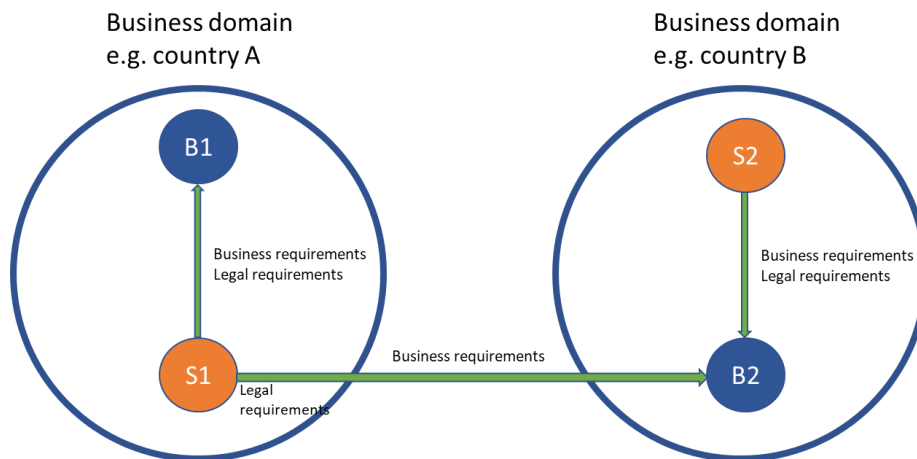 Business domain
e.g. country A
Business domain
e.g. country B
B1
S2
Business requirements
Legal requirements
Business requirements
Legal requirements
Business requirements
S1
Legal
requirements
B2